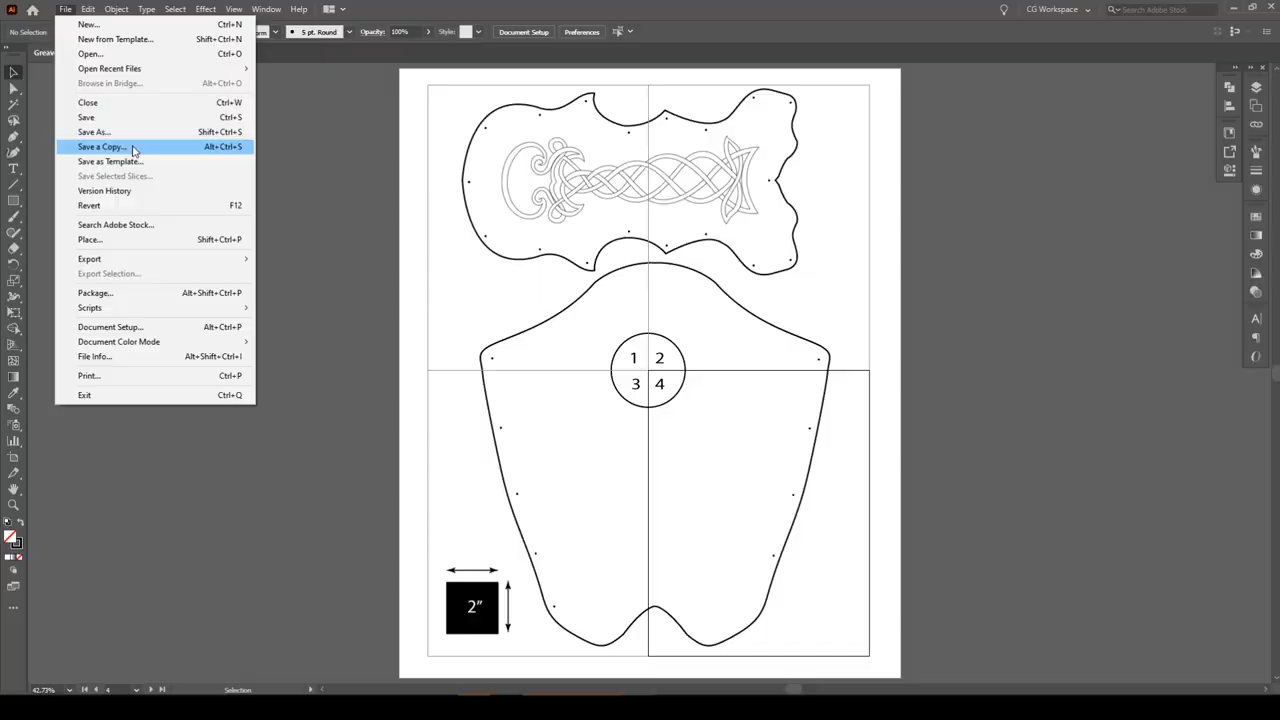 Ai File Edit Object Type Select Effect View Window Help CG Workspace Search Adobe Stock
No Selection 5 pt. Round Opacity: 100% Style: Document Setup Preferences
New... Ctrl+N
New from Template... Shift+Ctrl+N
Open... Ctrl+O
Open Recent Files
Browse in Bridge... Alt+Ctrl+O
Close Ctrl+W
Save Ctrl+S
Save As... Shift+Ctrl+S
Save a Copy... Alt+Ctrl+S
Save as Template...
Save Selected Slices...
Version History
Revert F12
Search Adobe Stock...
Place... Shift+Ctrl+P
Export
Export Selection...
Package... Alt+Shift+Ctrl+P
Scripts
Document Setup... Alt+Ctrl+P
Document Color Mode
File Info... Alt+Shift+Ctrl+I
Print... Ctrl+P
Exit Ctrl+Q
1 2
3 4
2”
42.73% 4 Selection